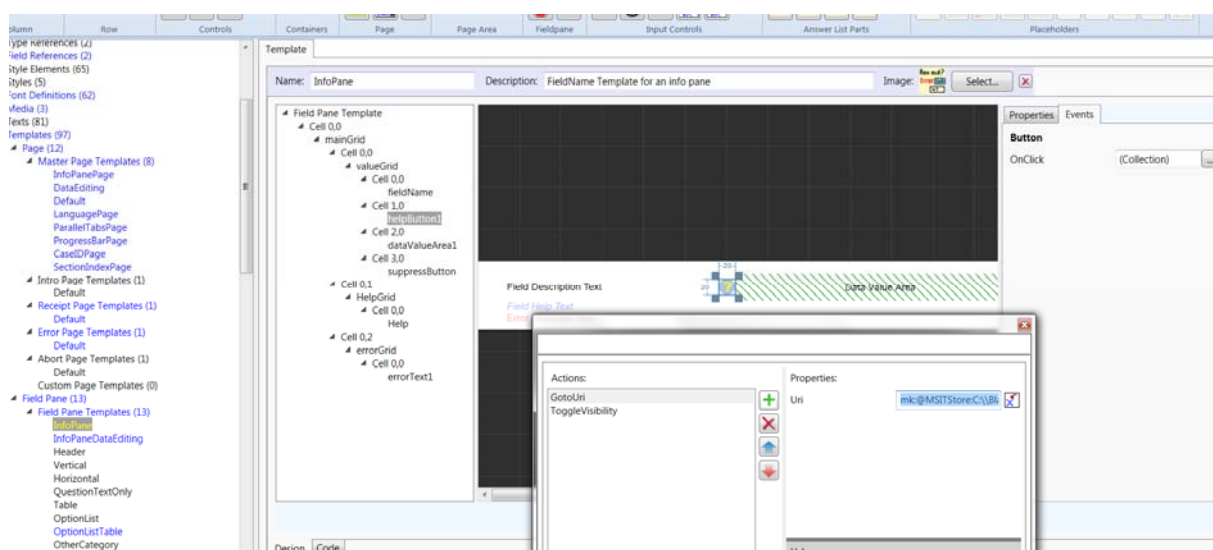 Row
Controls
Containers
Page
Page Area
Fieldpane
Input Controls
Answer List Parts
Placeholders
Type References (2)
Field References (2)
Style Elements (65)
Styles (5)
Font Definitions (62)
Media (3)
Texts (81)
Templates (97)
Page (12)
Master Page Templates (8)
InfoPanePage
DataEditing
Default
LanguagePage
ParallelTabsPage
ProgressBarPage
CaseIDPage
SectionIndexPage
Intro Page Templates (1)
Default
Receipt Page Templates (1)
Default
Error Page Templates (1)
Default
Abort Page Templates (1)
Default
Custom Page Templates (0)
Field Pane (13)
Field Pane Templates (13)
InfoPane
InfoPaneDataEditing
Header
Vertical
Horizontal
QuestionTextOnly
Table
OptionList
OptionListTable
OtherCategory
Template
Name: InfoPane
Description: FieldName Template for an info pane
Image:
Select...
Field Pane Template
Cell 0,0
mainGrid
Cell 0,0
valueGrid
Cell 0,0
fieldName
Cell 1,0
helpButton1
Cell 2,0
dataValueArea1
Cell 3,0
suppressButton
Cell 0,1
HelpGrid
Cell 0,0
Help
Cell 0,2
errorGrid
Cell 0,0
errorText1
20
20
Field Description Text
?
Data Value Area
Field Help Text
Properties Events
Button
OnClick (Collection) ...
Actions:
GotoUri
ToggleVisibility
Properties:
Uri mk:@MSITStore:C:\\Bla
Design Code